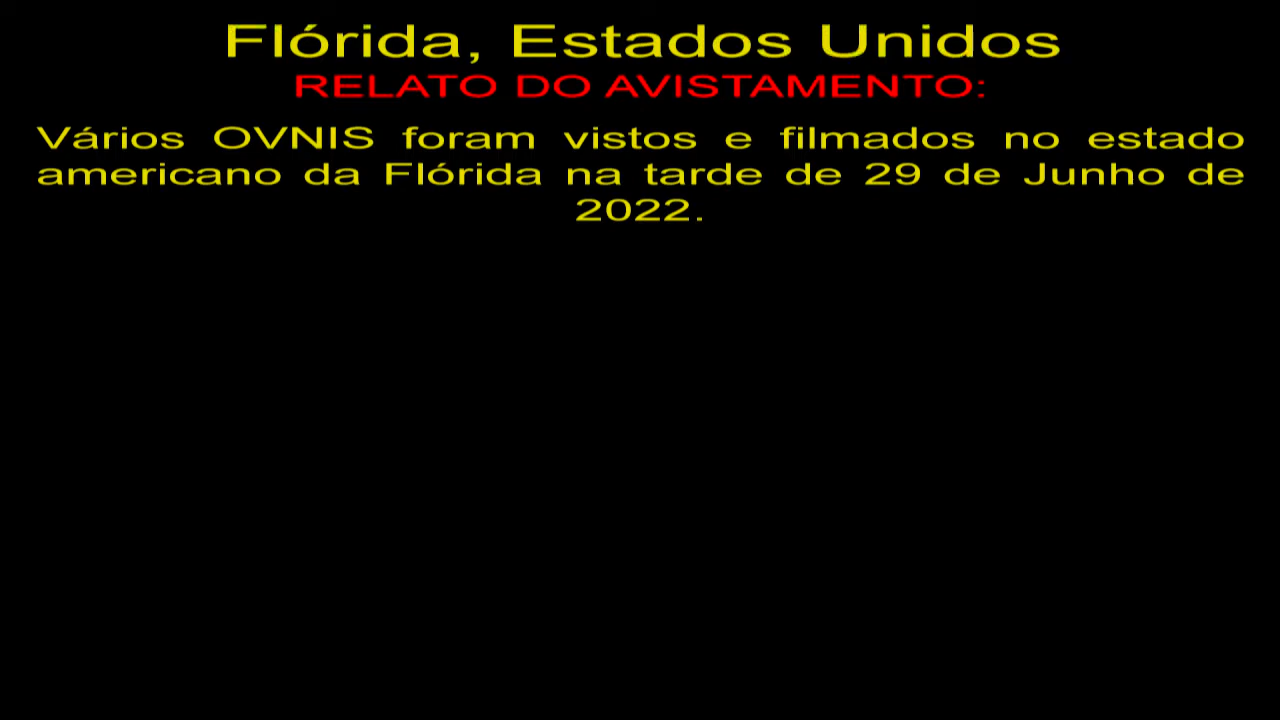 Flórida, Estados Unidos
RELATO DO AVISTAMENTO:
Vários OVNIS foram vistos e filmados no estado
americano da Flórida na tarde de 29 de Junho de
2022.